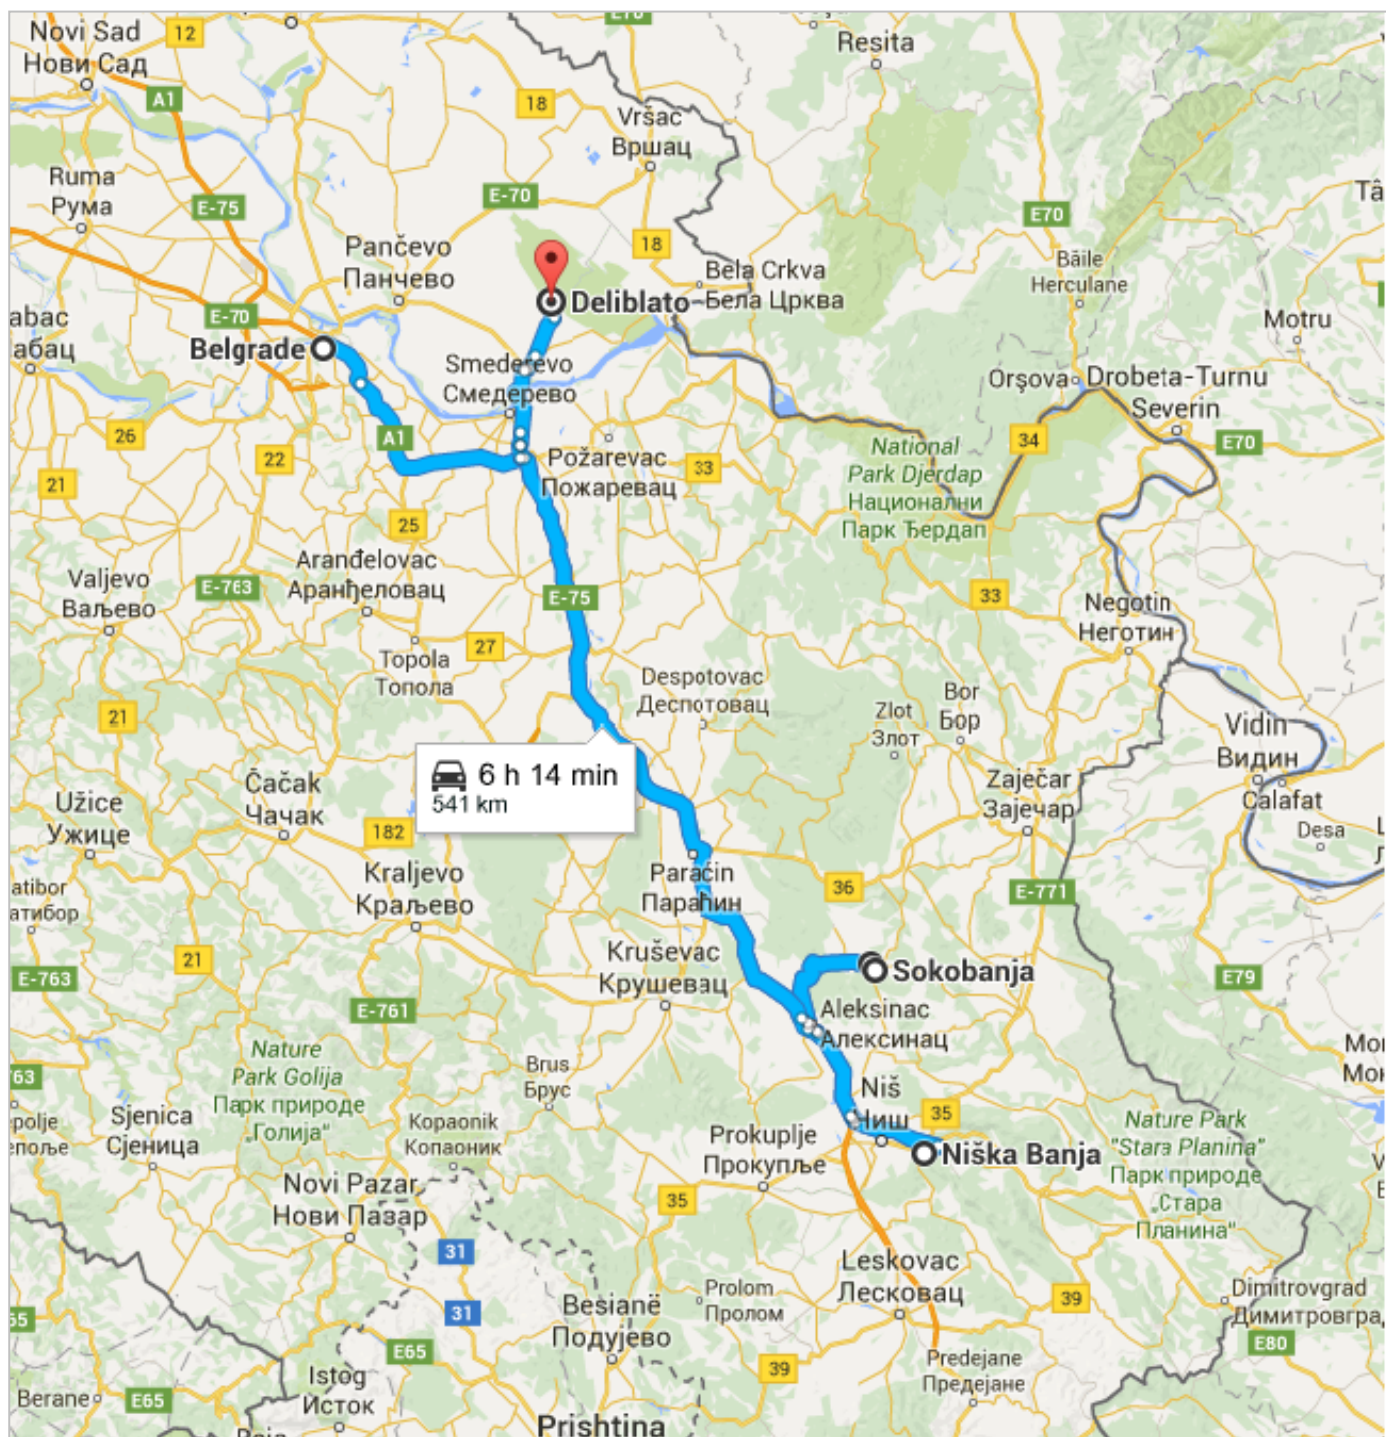 Novi Sad
Нови Сад
12
Resita
A1
18
Vršac
Вршац
Ruma
Рума
E-75
E-70
E70
Pančevo
Панчево
18
Băile
Herculane
Bela Crkva
Бела Црква
Deliblato
E-70
Motru
Belgrade
Smederevo
Смедерево
Orşova
Drobeta-Turnu
Severin
26
A1
22
34
E70
National
Park Djerdap
Национални
Парк Ђердап
21
Požarevac
Пожаревац
33
25
Aranđelovac
Аранђеловац
Valjevo
Ваљево
E-763
E-75
33
Negotin
Неготин
27
Topola
Топола
Despotovac
Деспотовац
Bor
Бор
Zlot
Злот
21
Vidin
Видин
6 h 14 min
541 km
Čačak
Чачак
Zaječar
Зајечар
Calafat
Desa
Užice
Ужице
182
Kraljevo
Краљево
Paraćin
Параћин
36
E-771
atibor
атибор
21
Kruševac
Крушевац
Sokobanja
E-763
E79
E-761
Aleksinac
Алексинац
Nature
Park Golija
Парк природе
„Голија“
Brus
Брус
63
Niš
Ниш
35
Sjenica
Сјеница
Kopaonik
Копаоник
Prokuplje
Прокупље
Niška Banja
Nature Park
"Stara Planina"
Парк природе
„Стара
Планина“
Novi Pazar
Нови Пазар
35
31
Leskovac
Лесковац
Prolom
Пролом
39
Dimitrovgrad
Димитровград
31
Besianë
Подујево
E80
E65
Istog
Исток
39
Predejane
Предејане
Berane
E65
Prishtina